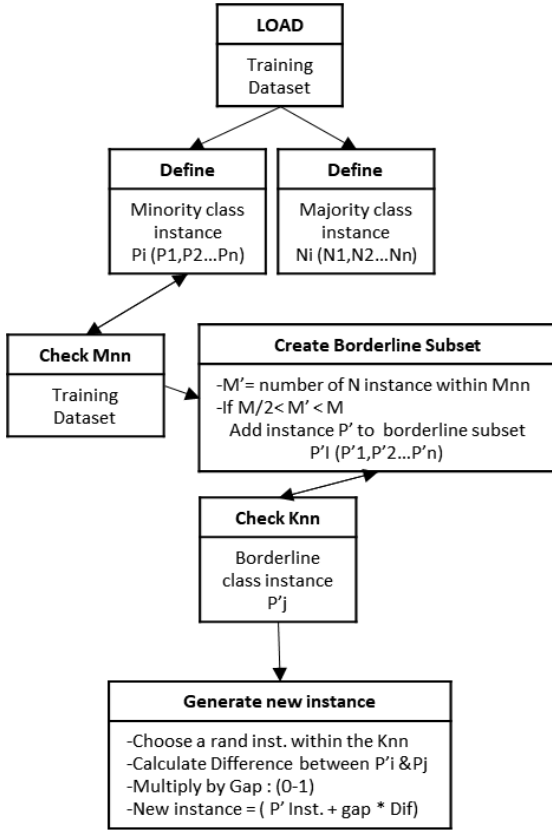 LOAD
Training
Dataset
Define
Minority class
instance
Pi (P1,P2...Pn)
Define
Majority class
instance
Ni (N1,N2...Nn)
Check Mnn
Training
Dataset
Create Borderline Subset
-M'= number of N instance within Mnn
-If M/2< M' < M
Add instance P' to borderline subset
P'I (P'1,P'2...P'n)
Check Knn
Borderline
class instance
P'j
Generate new instance
-Choose a rand inst. within the Knn
-Calculate Difference between P'i &Pj
-Multiply by Gap : (0-1)
-New instance = ( P' Inst. + gap * Dif)